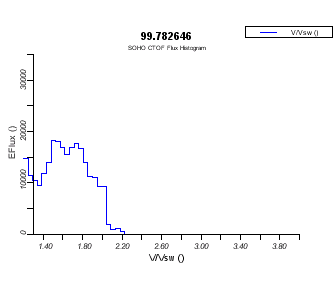 V/Vsw ()
99.782646
SOHO CTOF Flux Histogram
EFlux ()
30000
20000
10000
0
1.40 1.80 2.20 2.60 3.00 3.40 3.80
V/Vsw ()